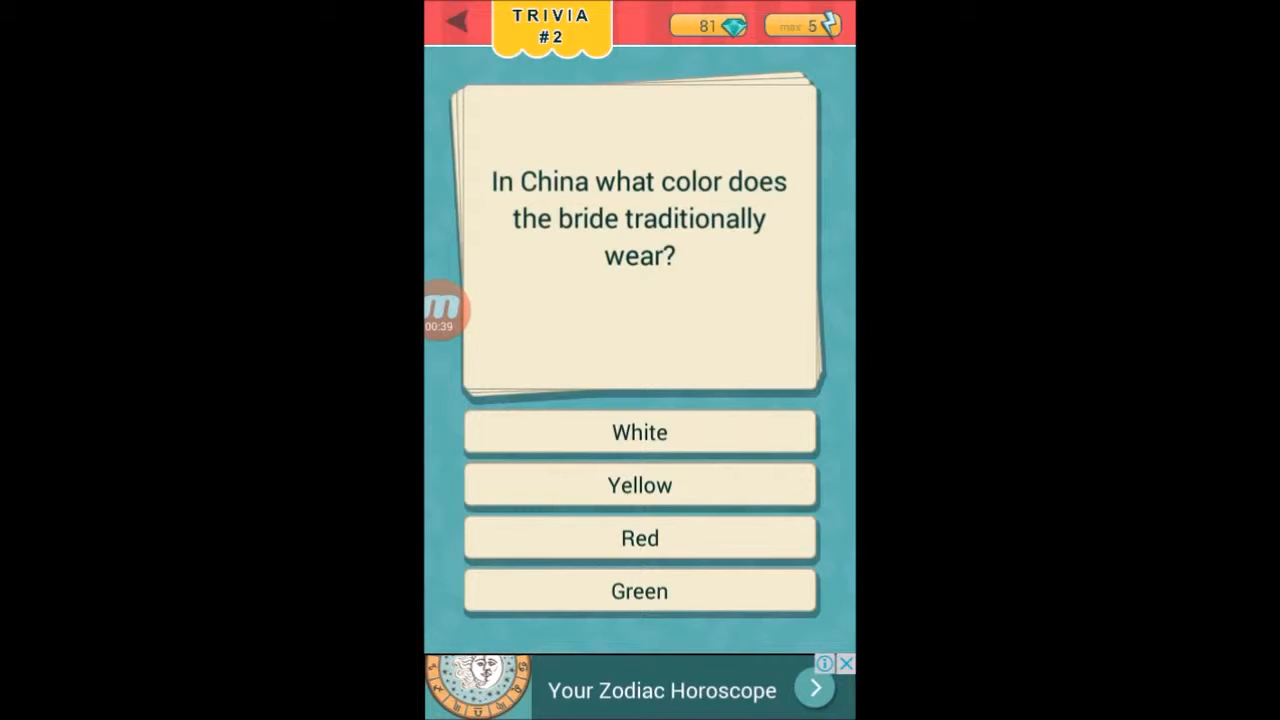 TRIVIA
#2
81
max 5
In China what color does
the bride traditionally
wear?
00:39
White
Yellow
Red
Green
Your Zodiac Horoscope